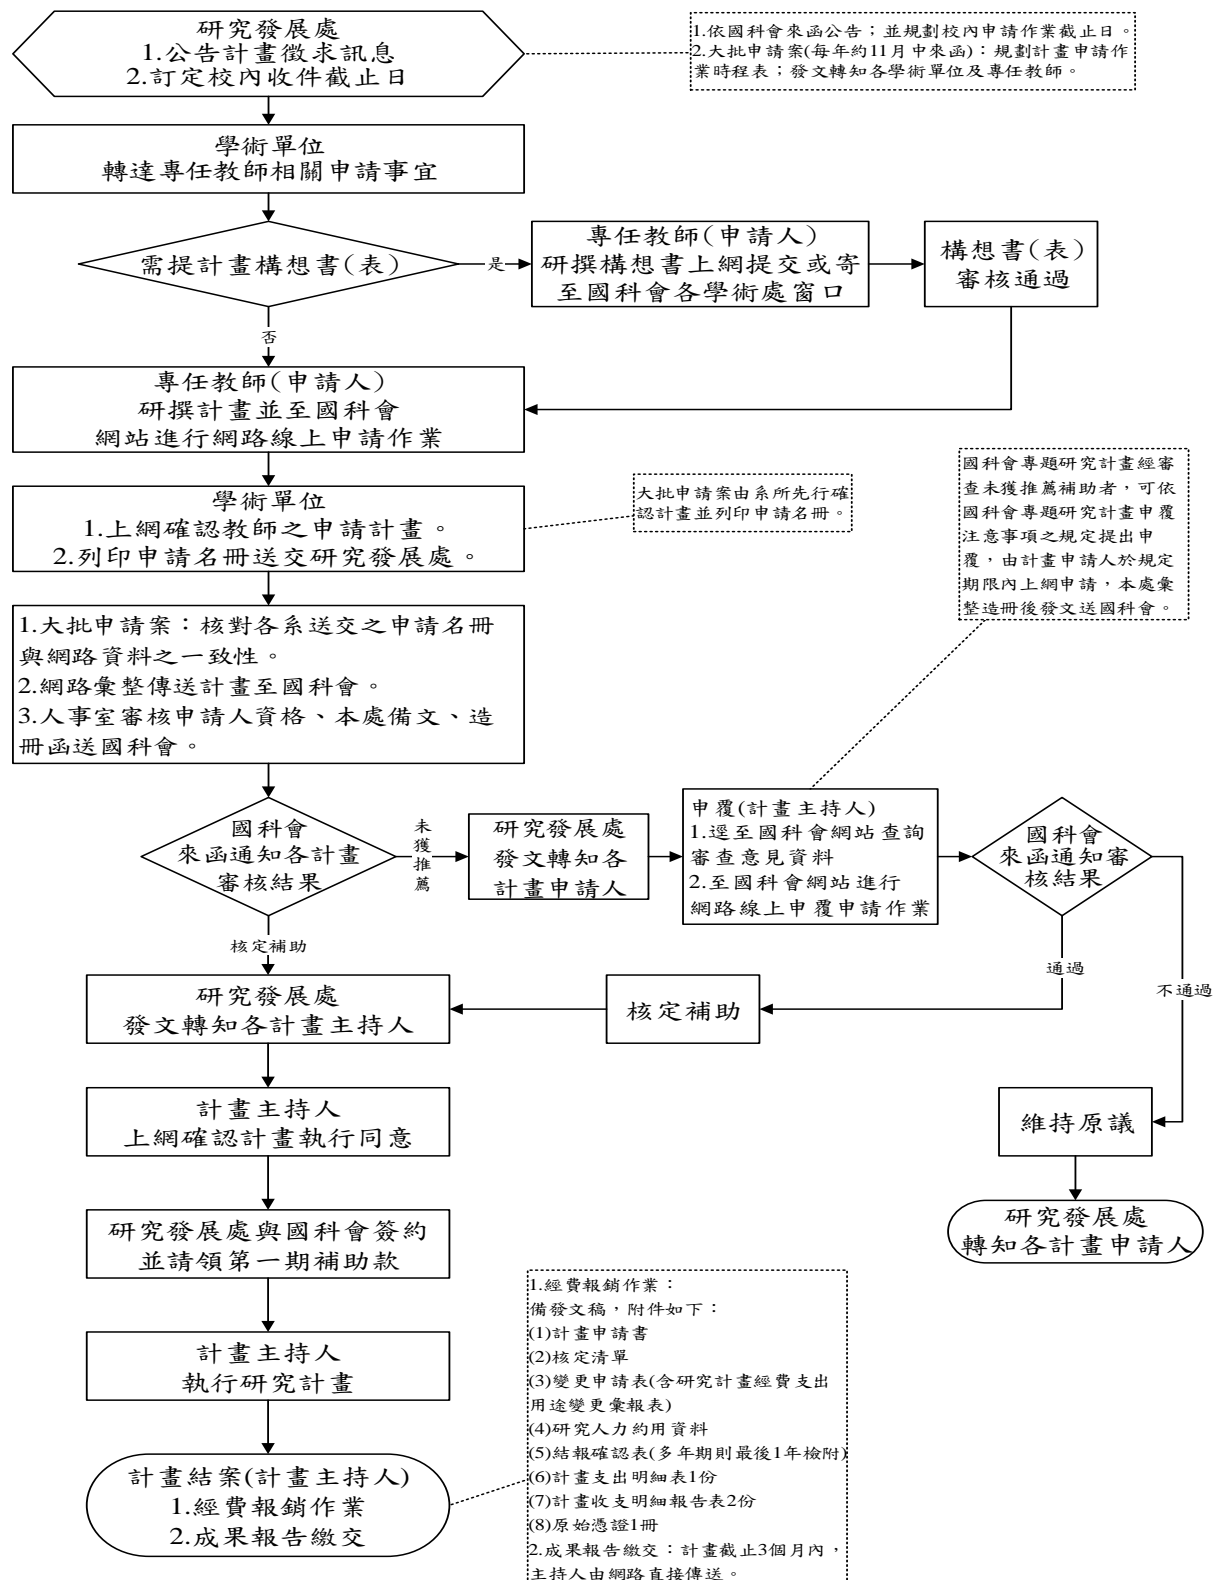 研究發展處
1.公告計畫徵求訊息
2.訂定校內收件截止日
1.依國科會來函公告；並規劃校內申請作業截止日。
2.大批申請案(每年約11月中來函)：規劃計畫申請作
業時程表；發文轉知各學術單位及專任教師。
學術單位
轉達專任教師相關申請事宜
需提計畫構想書(表)
是
專任教師(申請人)
研撰構想書上網提交或寄
至國科會各學術處窗口
構想書(表)
審核通過
否
專任教師(申請人)
研撰計畫並至國科會
網站進行網路線上申請作業
學術單位
1.上網確認教師之申請計畫。
2.列印申請名冊送交研究發展處。
大批申請案由系所先行確
認計畫並列印申請名冊。
國科會專題研究計畫經審
查未獲推薦補助者，可依
國科會專題研究計畫申覆
注意事項之規定提出申
覆，由計畫申請人於規定
期限內上網申請，本處彙
整造冊後發文送國科會。
1.大批申請案：核對各系送交之申請名冊
與網路資料之一致性。
2.網路彙整傳送計畫至國科會。
3.人事室審核申請人資格、本處備文、造
冊函送國科會。
國科會
來函通知各計畫
審核結果
未
獲
推
薦
研究發展處
發文轉知各
計畫申請人
申覆(計畫主持人)
1.逕至國科會網站查詢
審查意見資料
2.至國科會網站進行
網路線上申覆申請作業
國科會
來函通知審
核結果
核定補助
通過
不通過
研究發展處
發文轉知各計畫主持人
核定補助
計畫主持人
上網確認計畫執行同意
維持原議
研究發展處
轉知各計畫申請人
研究發展處與國科會簽約
並請領第一期補助款
計畫主持人
執行研究計畫
計畫結案(計畫主持人)
1.經費報銷作業
2.成果報告繳交
1.經費報銷作業：
備發文稿，附件如下：
(1)計畫申請書
(2)核定清單
(3)變更申請表(含研究計畫經費支出
用途變更彙報表)
(4)研究人力約用資料
(5)結報確認表(多年期則最後1年檢附)
(6)計畫支出明細表1份
(7)計畫收支明細報告表2份
(8)原始憑證1冊
2.成果報告繳交：計畫截止3個月內，
主持人由網路直接傳送。